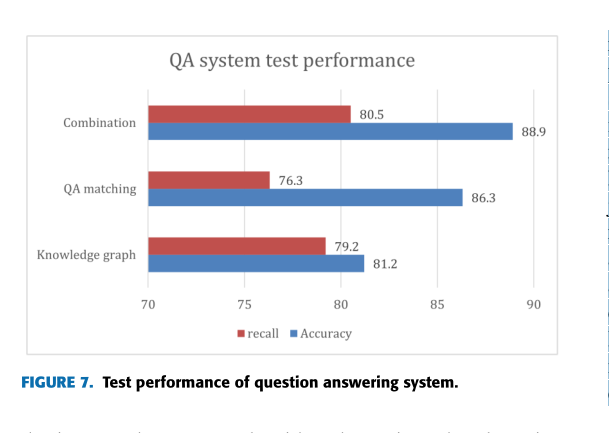 QA system test performance
Combination
80.5
88.9
QA matching
76.3
86.3
Knowledge graph
79.2
81.2
70 75 80 85 90
recall Accuracy
FIGURE 7. Test performance of question answering system.